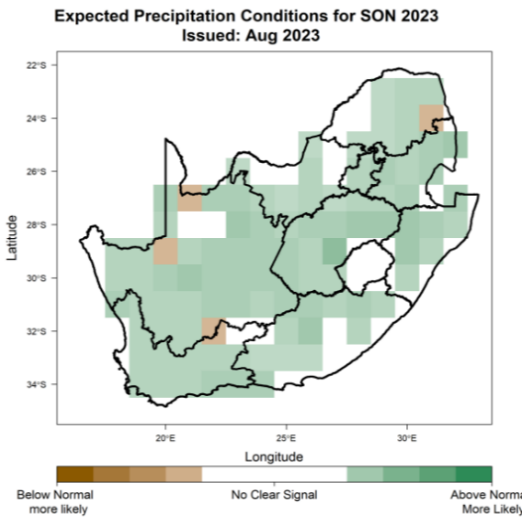 Expected Precipitation Conditions for SON 2023
Issued: Aug 2023
22°S
24°S
26°S
28°S
30°S
32°S
34°S
Latitude
20°E 25°E 30°E
Longitude
Below Normal No Clear Signal Above Norma
more likely More Likely